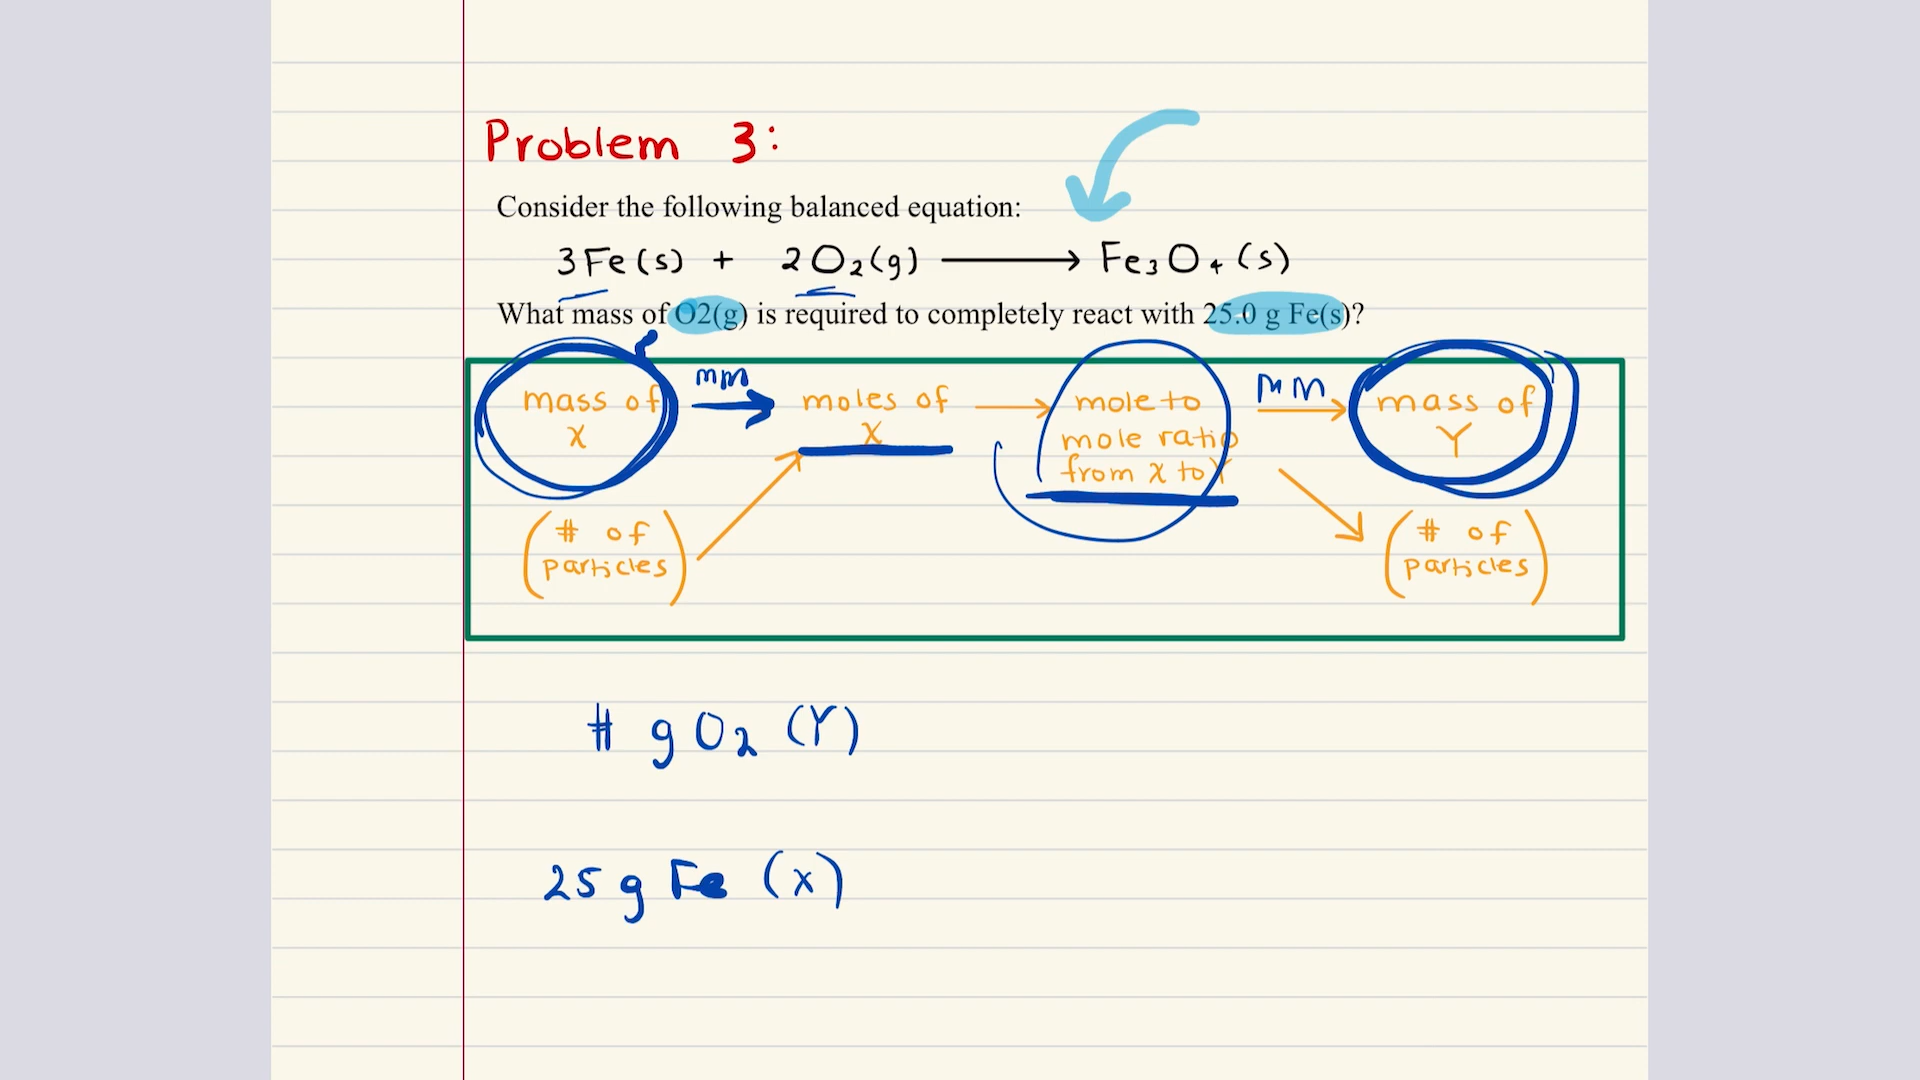 Problem 3:
Consider the following balanced equation:
3Fe(s) + 2O₂(g) ⟶ Fe₃O₄(s)
What mass of O2(g) is required to completely react with 25.0 g Fe(s)?
mass of X
mm
moles of X
mole to mole ratio from X to Y
MM
mass of Y
(# of particles)
(# of particles)
# g O₂ (Y)
25 g Fe (x)